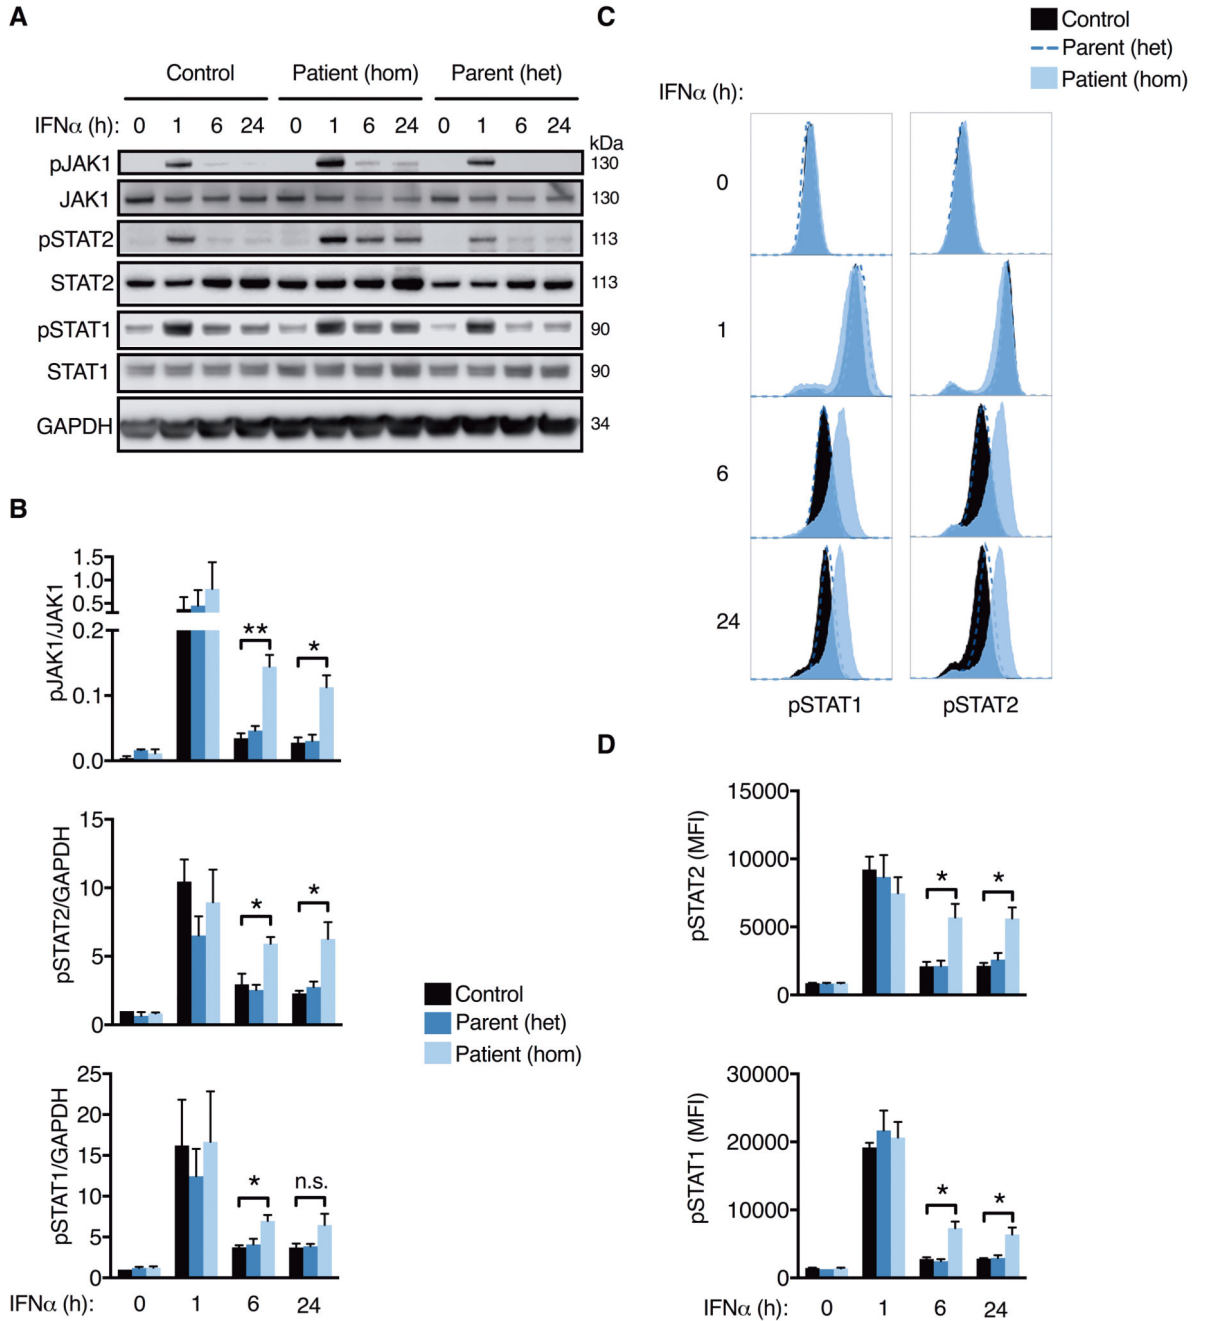 A
Control Patient (hom) Parent (het)
IFNα (h): 0 1 6 24 0 1 6 24 0 1 6 24
kDa
pJAK1 130
JAK1 130
pSTAT2 113
STAT2 113
pSTAT1 90
STAT1 90
GAPDH 34
B
pJAK1/JAK1
1.5
1.0
0.5
0.2
0.1
0.0
**
*
pSTAT2/GAPDH
15
10
5
0
*
*
Control
Parent (het)
Patient (hom)
pSTAT1/GAPDH
25
20
15
10
5
0
*
n.s.
IFNα (h): 0 1 6 24
C
Control
Parent (het)
Patient (hom)
IFNα (h):
0
1
6
24
pSTAT1 pSTAT2
D
pSTAT2 (MFI)
15000
10000
5000
0
*
*
pSTAT1 (MFI)
30000
20000
10000
0
*
*
IFNα (h): 0 1 6 24